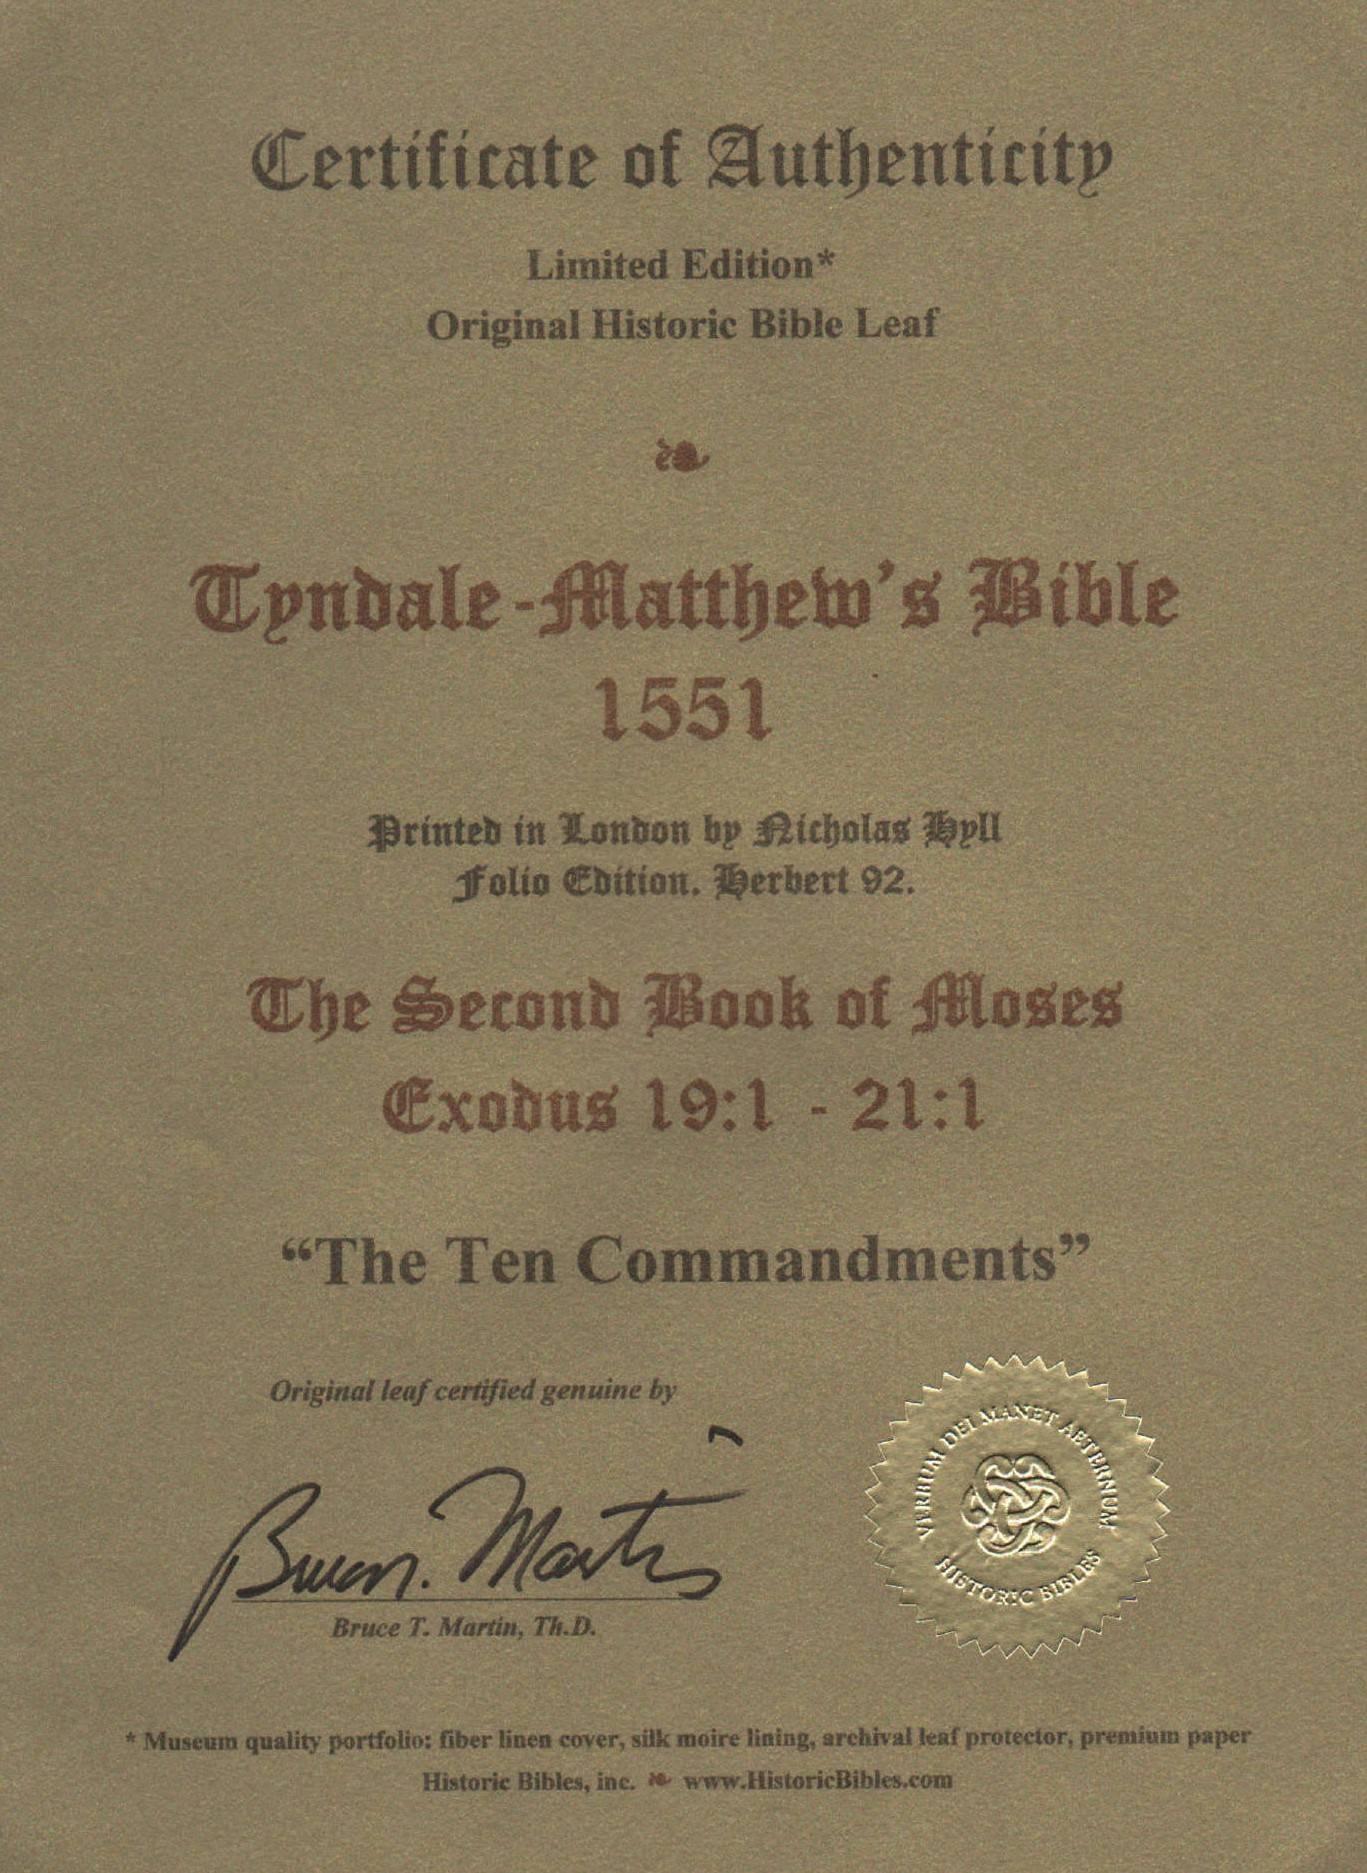 Certificate of Authenticity
Limited Edition*
Original Historic Bible Leaf
Tyndale-Matthew's Bible
1551
Printed in London by Nicholas Hyll
Folio Edition. Herbert 92.
The Second Book of Moses
Exodus 19:1 - 21:1
“The Ten Commandments”
Original leaf certified genuine by
Bruce T. Martin
Bruce T. Martin, Th.D.
VERBUM DEI MANET AETERNUM
HISTORIC BIBLES
* Museum quality portfolio: fiber linen cover, silk moire lining, archival leaf protector, premium paper
Historic Bibles, inc. ❧ www.HistoricBibles.com